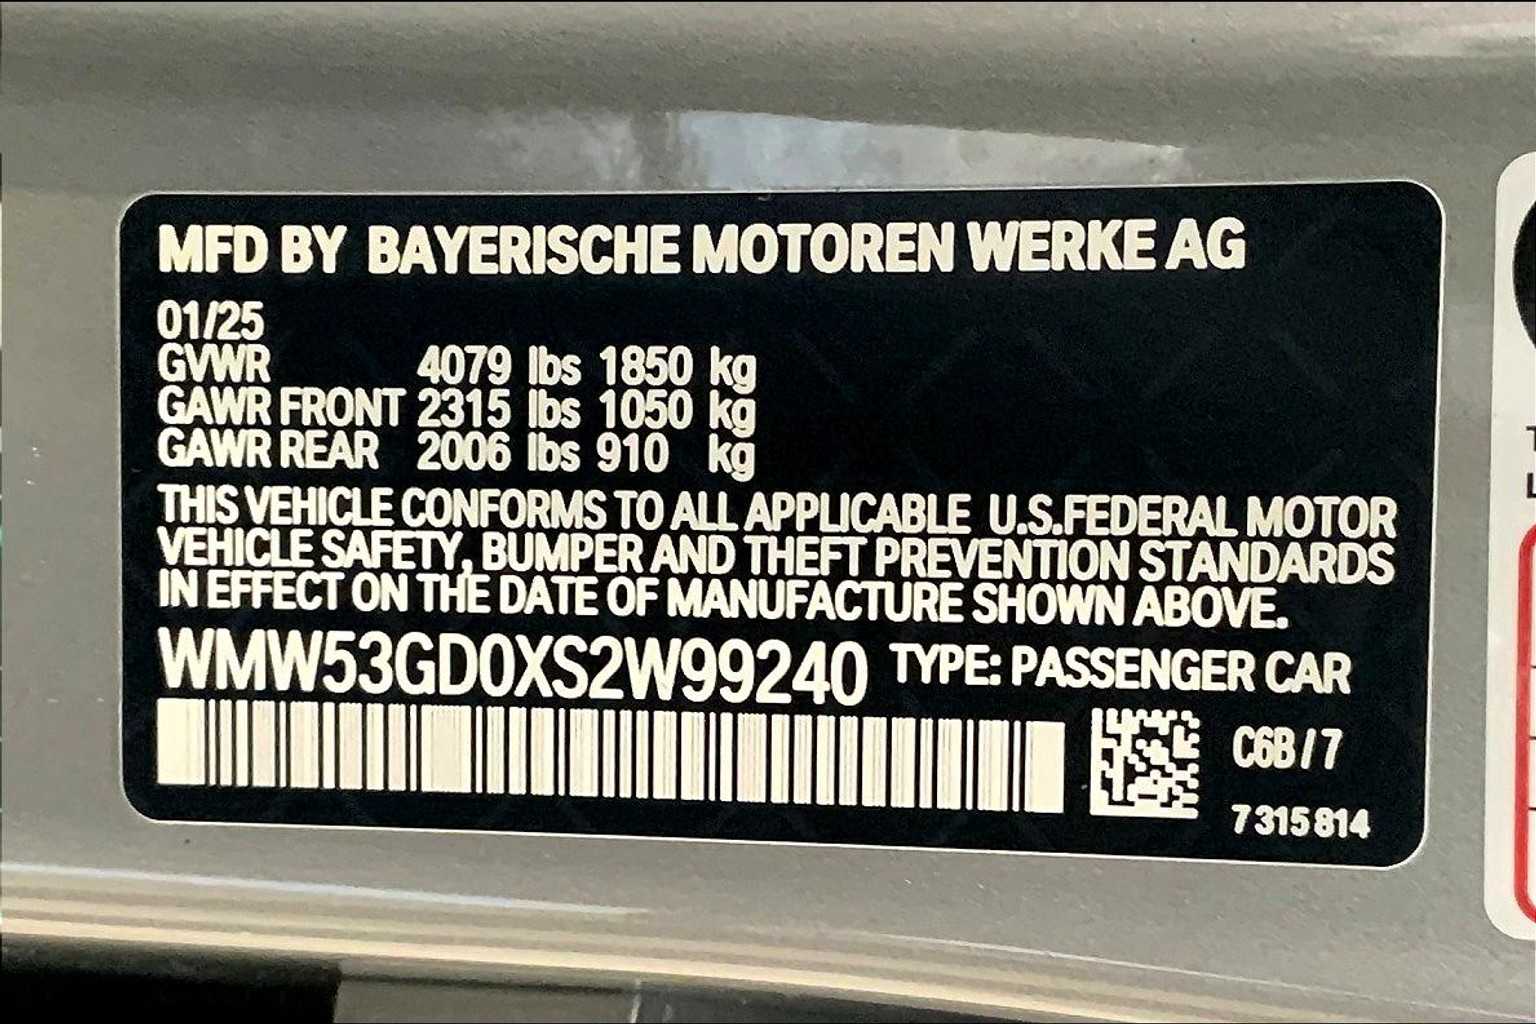 MFD BY BAYERISCHE MOTOREN WERKE AG
01/25
GVWR 4079 lbs 1850 kg
GAWR FRONT 2315 lbs 1050 kg
GAWR REAR 2006 lbs 910 kg
THIS VEHICLE CONFORMS TO ALL APPLICABLE U.S.FEDERAL MOTOR
VEHICLE SAFETY, BUMPER AND THEFT PREVENTION STANDARDS
IN EFFECT ON THE DATE OF MANUFACTURE SHOWN ABOVE.
WMW53GD0XS2W99240 TYPE: PASSENGER CAR
C6B/7
7315814